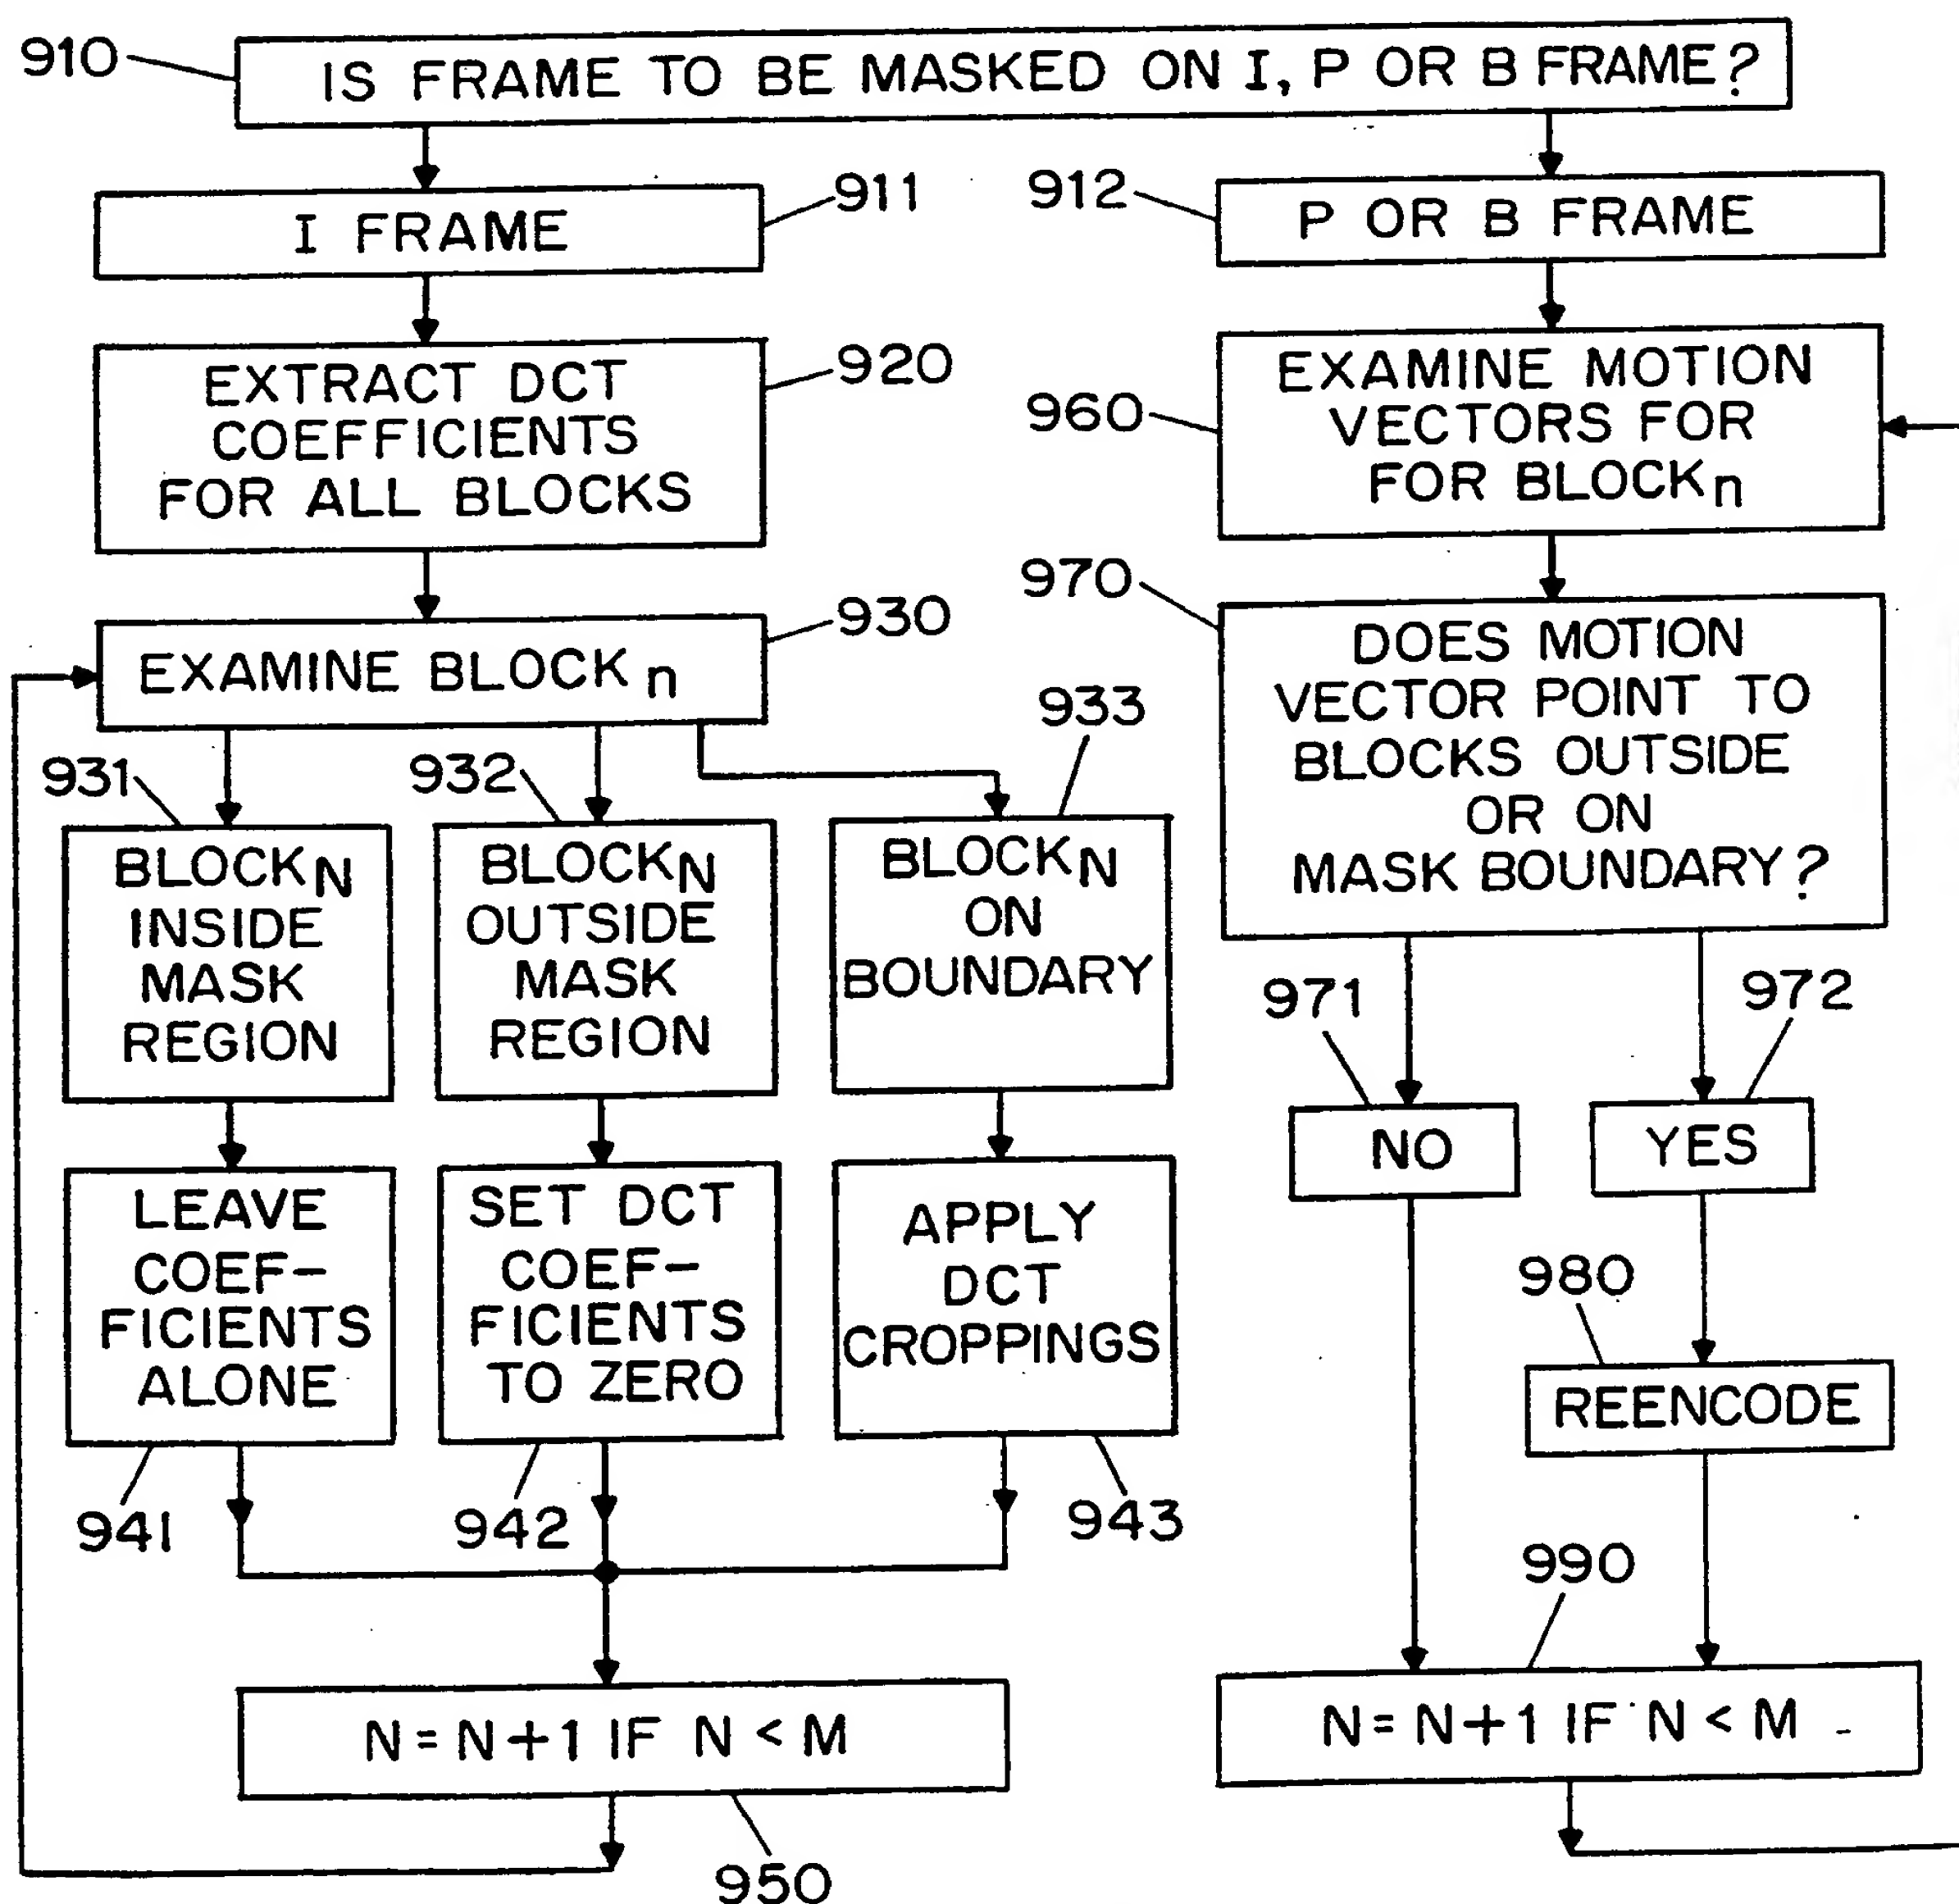 910
IS FRAME TO BE MASKED ON I, P OR B FRAME?
911
I FRAME
912
P OR B FRAME
920
EXTRACT DCT
COEFFICIENTS
FOR ALL BLOCKS
960
EXAMINE MOTION
VECTORS FOR
FOR BLOCKn
930
EXAMINE BLOCK n
970
DOES MOTION
VECTOR POINT TO
BLOCKS OUTSIDE
OR ON
MASK BOUNDARY?
931
BLOCKN
INSIDE
MASK
REGION
932
BLOCKN
OUTSIDE
MASK
REGION
933
BLOCKN
ON
BOUNDARY
971
NO
972
YES
LEAVE
COEF-
FICIENTS
ALONE
941
SET DCT
COEF-
FICIENTS
TO ZERO
942
APPLY
DCT
CROPPINGS
943
980
REENCODE
990
N=N+1 IF N < M
N=N+1 IF N < M
950